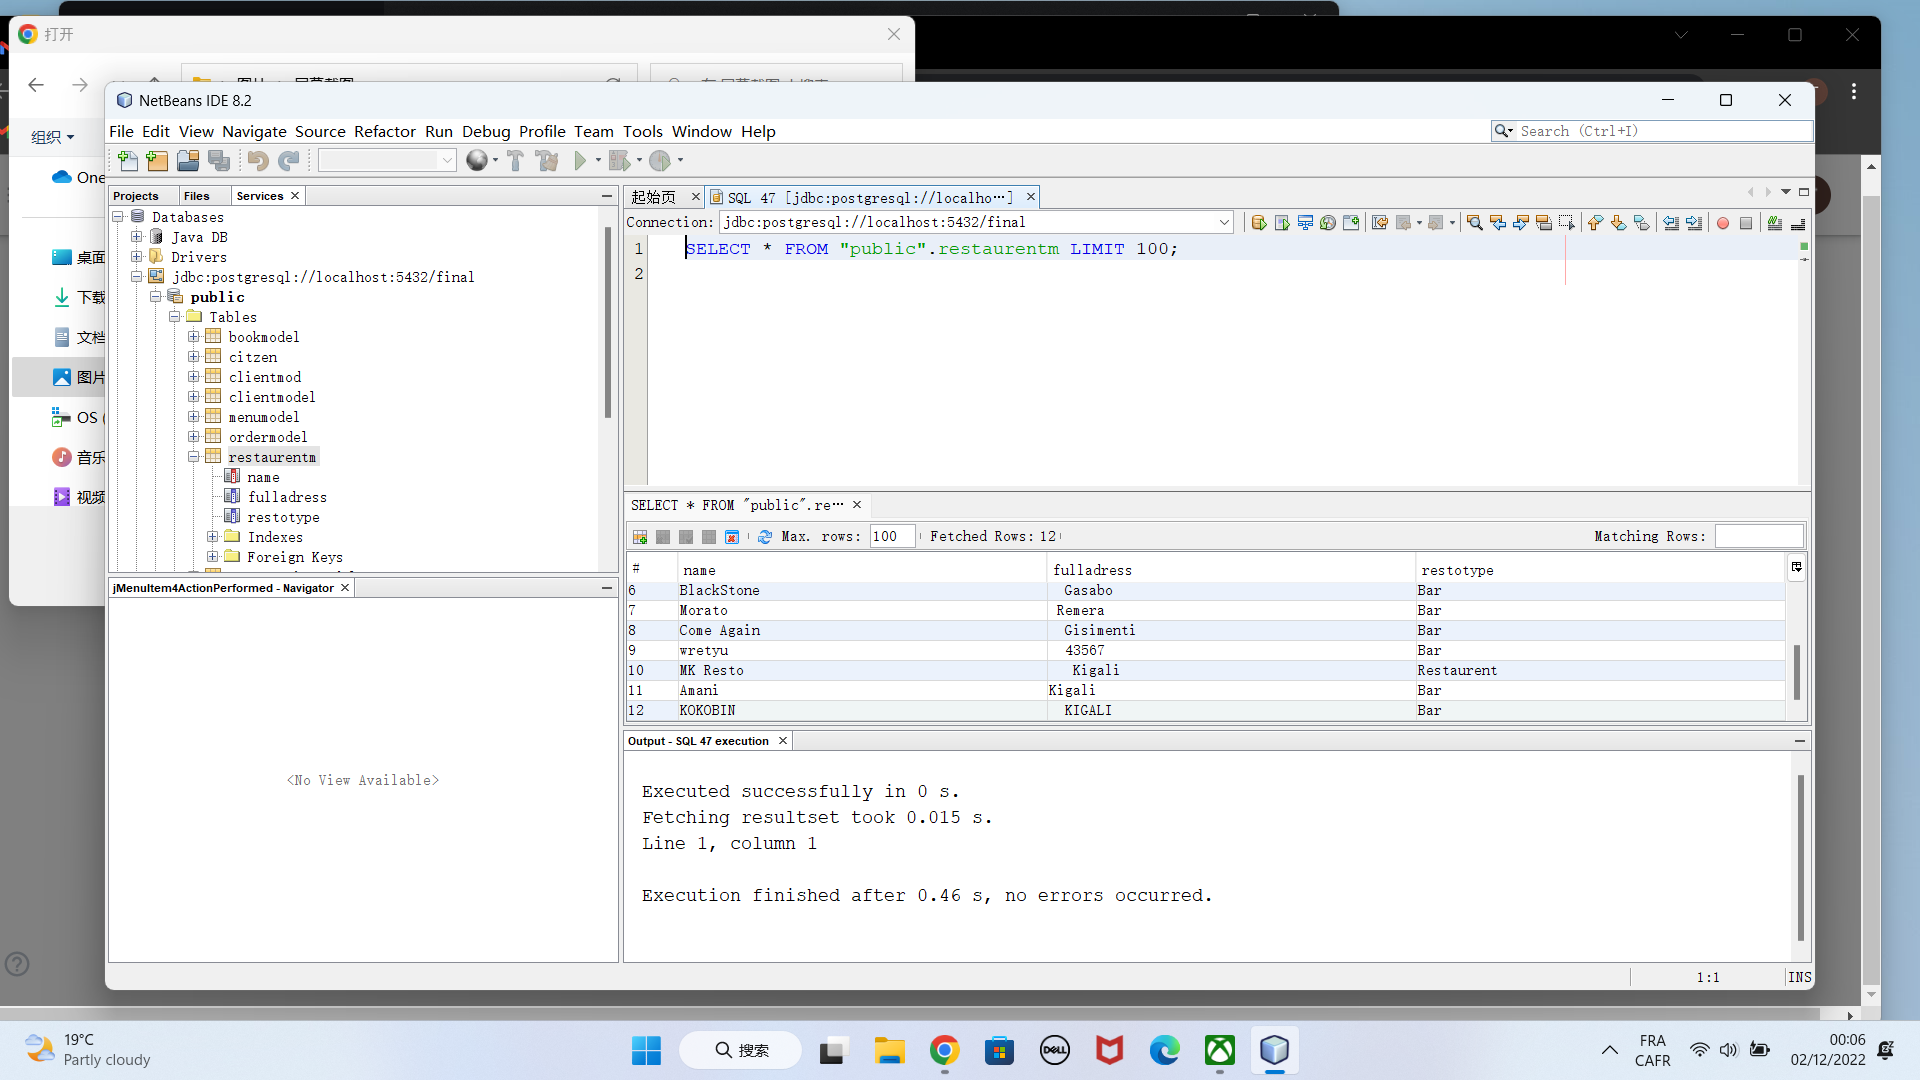 打开
组织
One
桌面
下载
文档
图片
OS (
音乐
视频
NetBeans IDE 8.2
File Edit View Navigate Source Refactor Run Debug Profile Team Tools Window Help
Search (Ctrl+I)
Projects Files Services
Databases
Java DB
Drivers
jdbc:postgresql://localhost:5432/final
public
Tables
bookmodel
citzen
clientmod
clientmodel
menumodel
ordermodel
restaurentm
name
fulladress
restotype
Indexes
Foreign Keys
jMenuItem4ActionPerformed - Navigator
<No View Available>
起始页 SQL 47 [jdbc:postgresql://localho…]
Connection: jdbc:postgresql://localhost:5432/final
1 SELECT * FROM "public".restaurentm LIMIT 100;
2
SELECT * FROM "public".re…
Max. rows: 100 Fetched Rows: 12 Matching Rows:
# name fulladress restotype
6 BlackStone Gasabo Bar
7 Morato Remera Bar
8 Come Again Gisimenti Bar
9 wretyu 43567 Bar
10 MK Resto Kigali Restaurent
11 Amani Kigali Bar
12 KOKOBIN KIGALI Bar
Output - SQL 47 execution
Executed successfully in 0 s.
Fetching resultset took 0.015 s.
Line 1, column 1
Execution finished after 0.46 s, no errors occurred.
1:1 INS
19°C
Partly cloudy
搜索
DELL
FRA
CAFR
00:06
02/12/2022